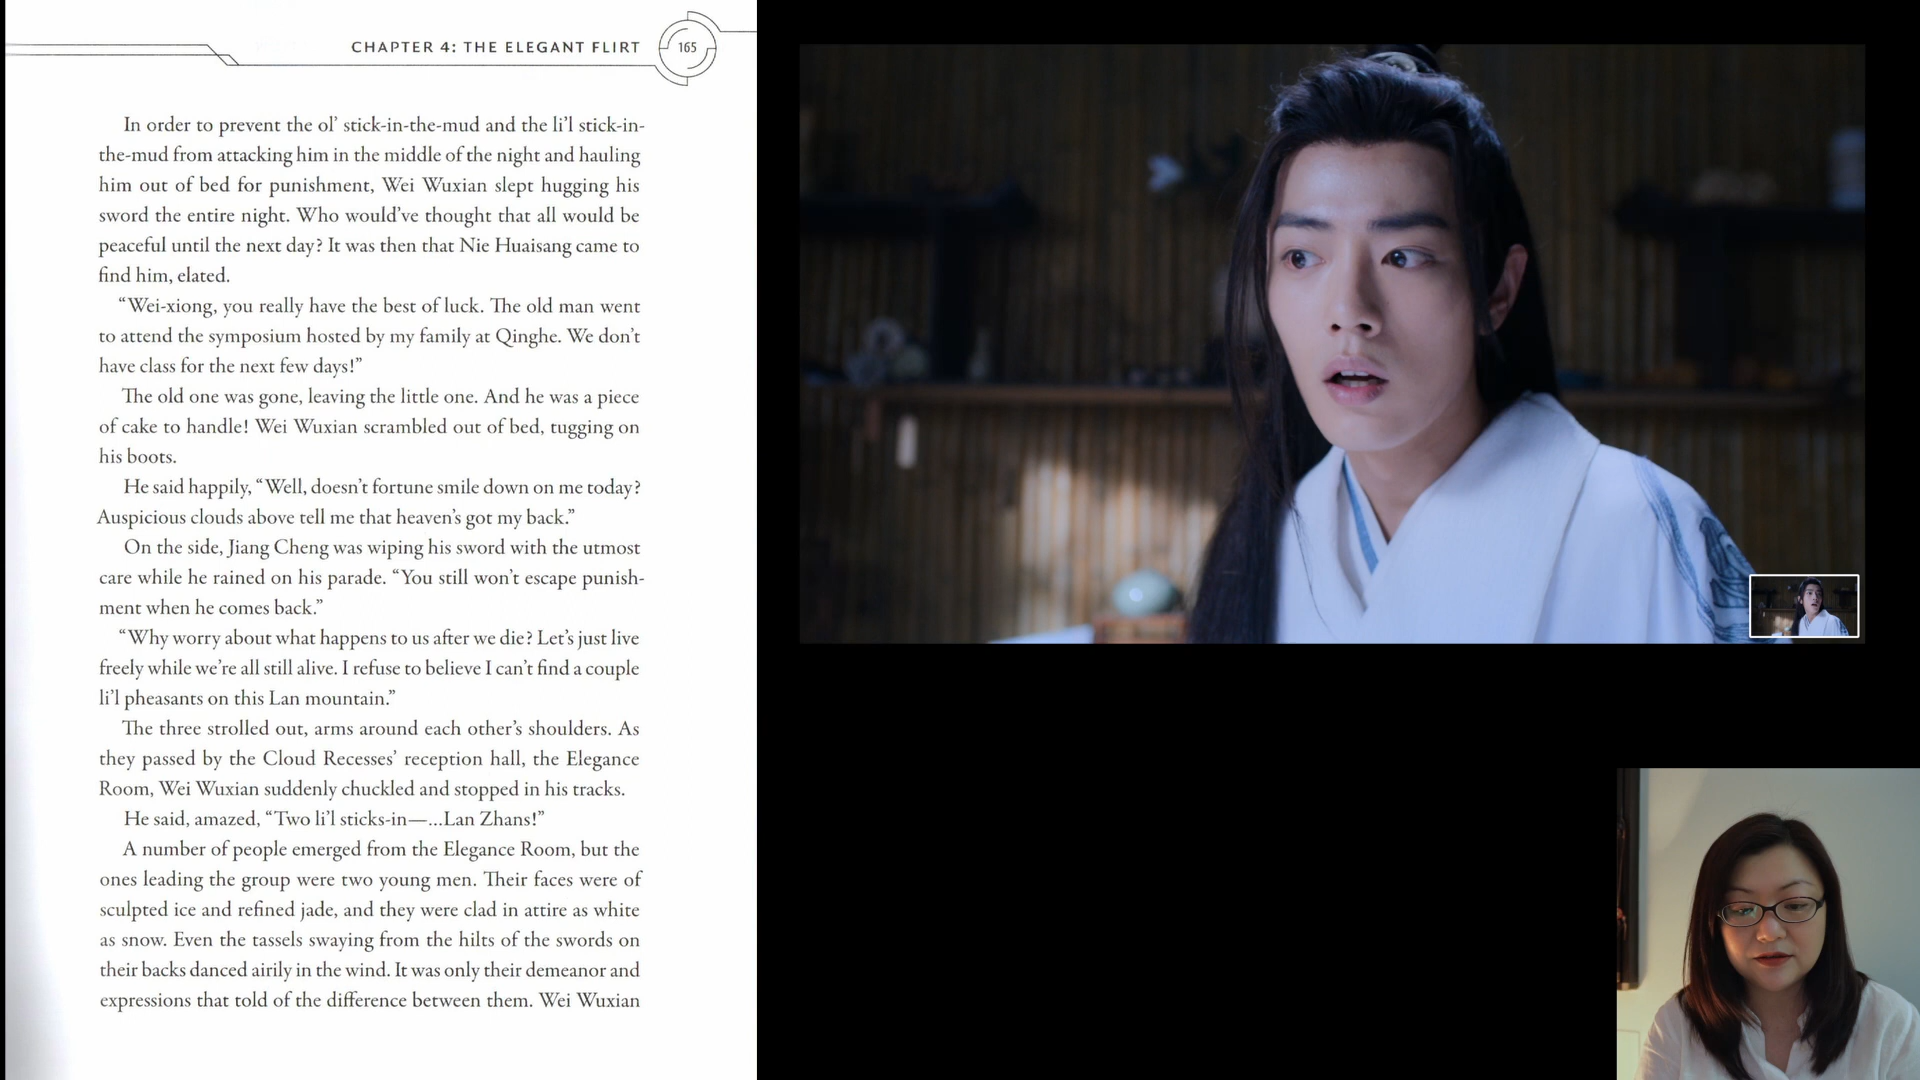 CHAPTER 4: THE ELEGANT FLIRT 165
In order to prevent the ol’ stick-in-the-mud and the li’l stick-in-
the-mud from attacking him in the middle of the night and hauling
him out of bed for punishment, Wei Wuxian slept hugging his
sword the entire night. Who would’ve thought that all would be
peaceful until the next day? It was then that Nie Huaisang came to
find him, elated.
“Wei-xiong, you really have the best of luck. The old man went
to attend the symposium hosted by my family at Qinghe. We don’t
have class for the next few days!”
The old one was gone, leaving the little one. And he was a piece
of cake to handle! Wei Wuxian scrambled out of bed, tugging on
his boots.
He said happily, “Well, doesn’t fortune smile down on me today?
Auspicious clouds above tell me that heaven’s got my back.”
On the side, Jiang Cheng was wiping his sword with the utmost
care while he rained on his parade. “You still won’t escape punish-
ment when he comes back.”
“Why worry about what happens to us after we die? Let’s just live
freely while we’re all still alive. I refuse to believe I can’t find a couple
li’l pheasants on this Lan mountain.”
The three strolled out, arms around each other’s shoulders. As
they passed by the Cloud Recesses’ reception hall, the Elegance
Room, Wei Wuxian suddenly chuckled and stopped in his tracks.
He said, amazed, “Two li’l sticks-in—...Lan Zhans!”
A number of people emerged from the Elegance Room, but the
ones leading the group were two young men. Their faces were of
sculpted ice and refined jade, and they were clad in attire as white
as snow. Even the tassels swaying from the hilts of the swords on
their backs danced airily in the wind. It was only their demeanor and
expressions that told of the difference between them. Wei Wuxian